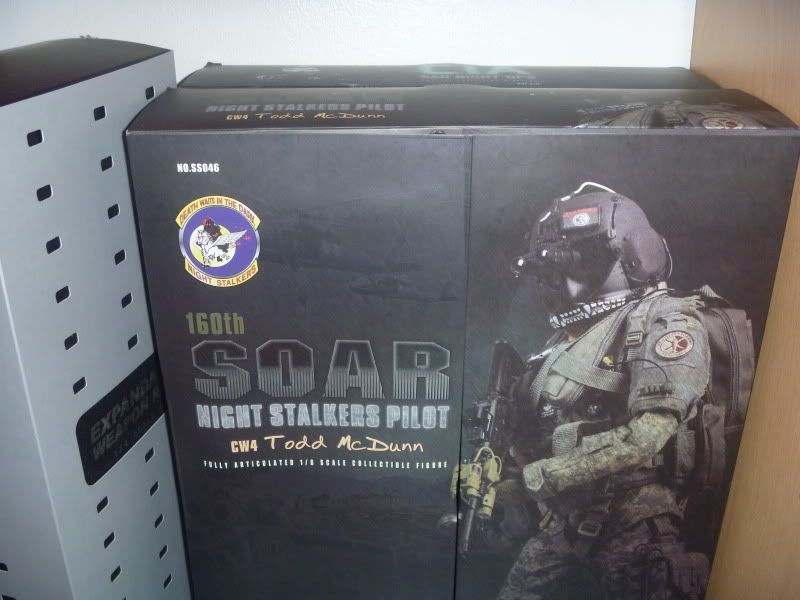 NIGHT STALKERS PILOT
CW4 Todd McDunn
NO.SS046
DEATH WAITS IN THE DARK
NIGHT STALKERS
160th
SOAR
NIGHT STALKERS PILOT
CW4 Todd McDunn
FULLY ARTICULATED 1/6 SCALE COLLECTIBLE FIGURE
EXPANDA
WEAPON